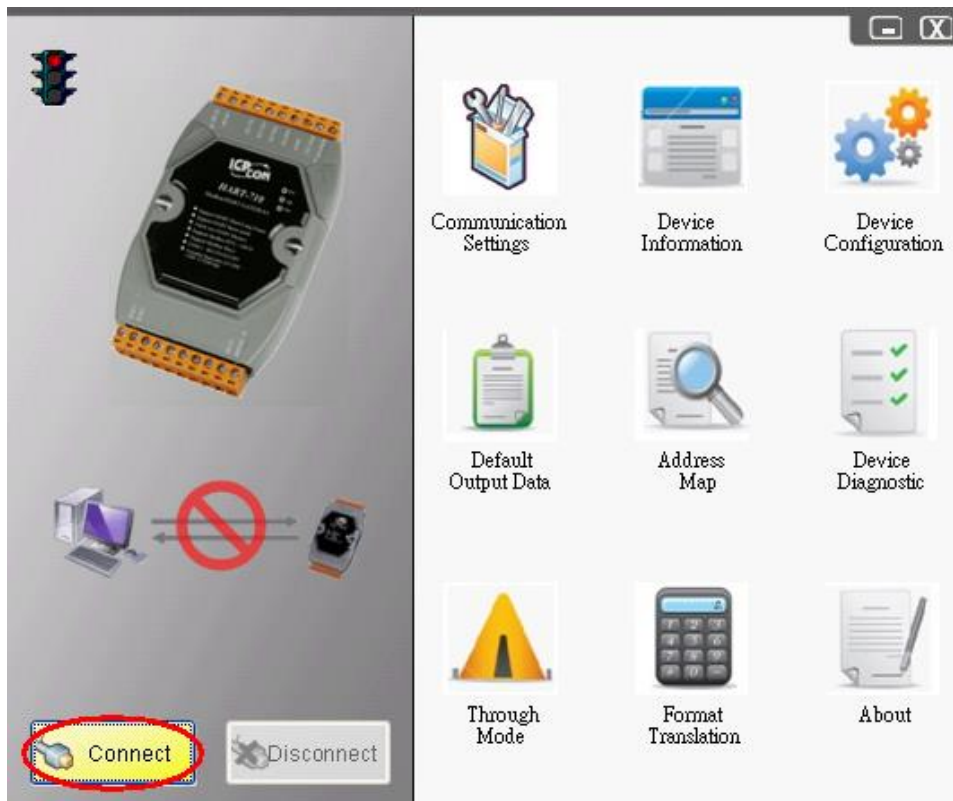 ICP CON
HART-710
Communication
Settings
Device
Information
Device
Configuration
Default
Output Data
Address
Map
Device
Diagnostic
Through
Mode
Format
Translation
About
Connect
Disconnect